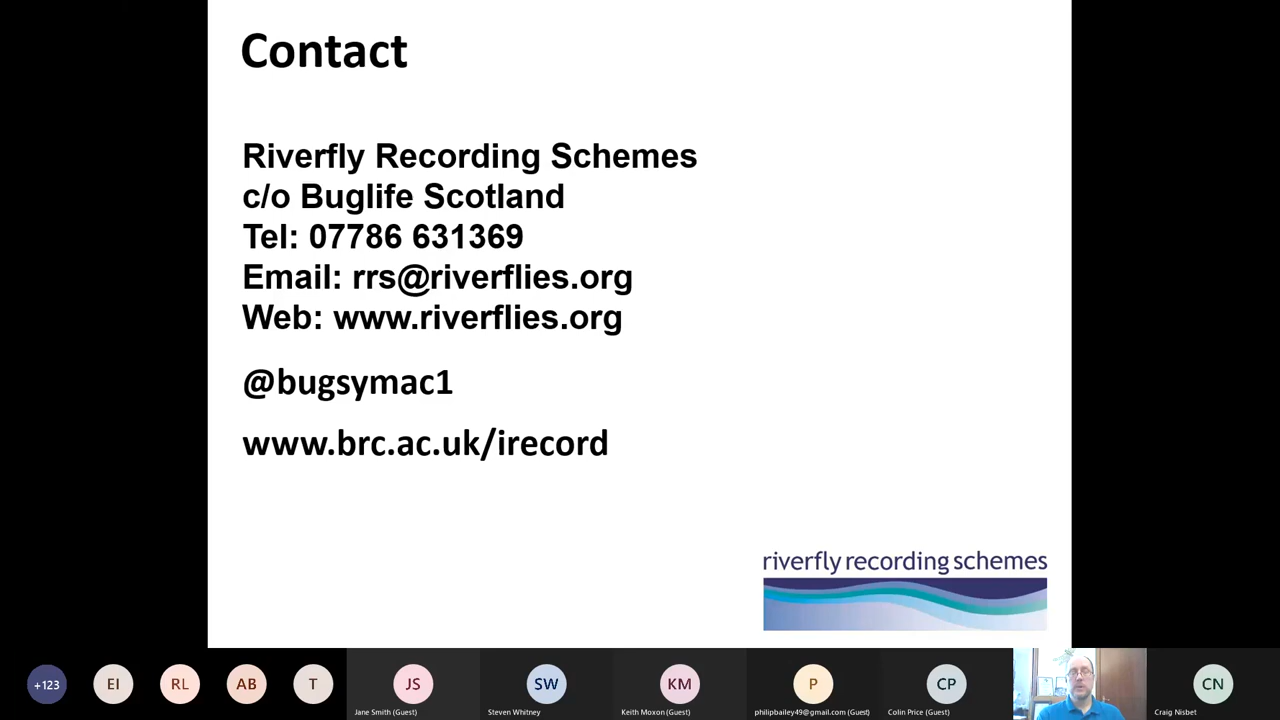 Contact
Riverfly Recording Schemes
c/o Buglife Scotland
Tel: 07786 631369
Email: rrs@riverflies.org
Web: www.riverflies.org
@bugsymac1
www.brc.ac.uk/irecord
riverfly recording schemes
+123
EI
RL
AB
T
JS
SW
KM
P
CP
CN
Jane Smith (Guest)
Steven Whitney
Keith Moxon (Guest)
philipbailey49@gmail.com (Guest)
Colin Price (Guest)
Craig Nisbet